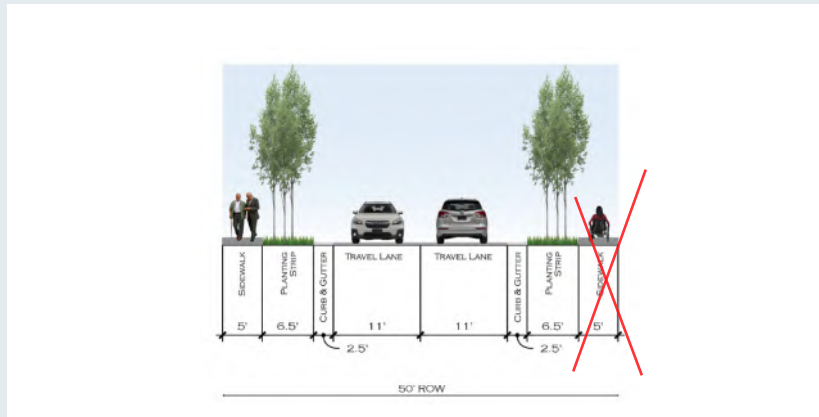 SIDEWALK
PLANTING
STRIP
CURB & GUTTER
TRAVEL LANE
TRAVEL LANE
CURB & GUTTER
PLANTING
STRIP
SIDEWALK
5'
6.5'
11'
11'
6.5'
5'
2.5'
2.5'
50' ROW